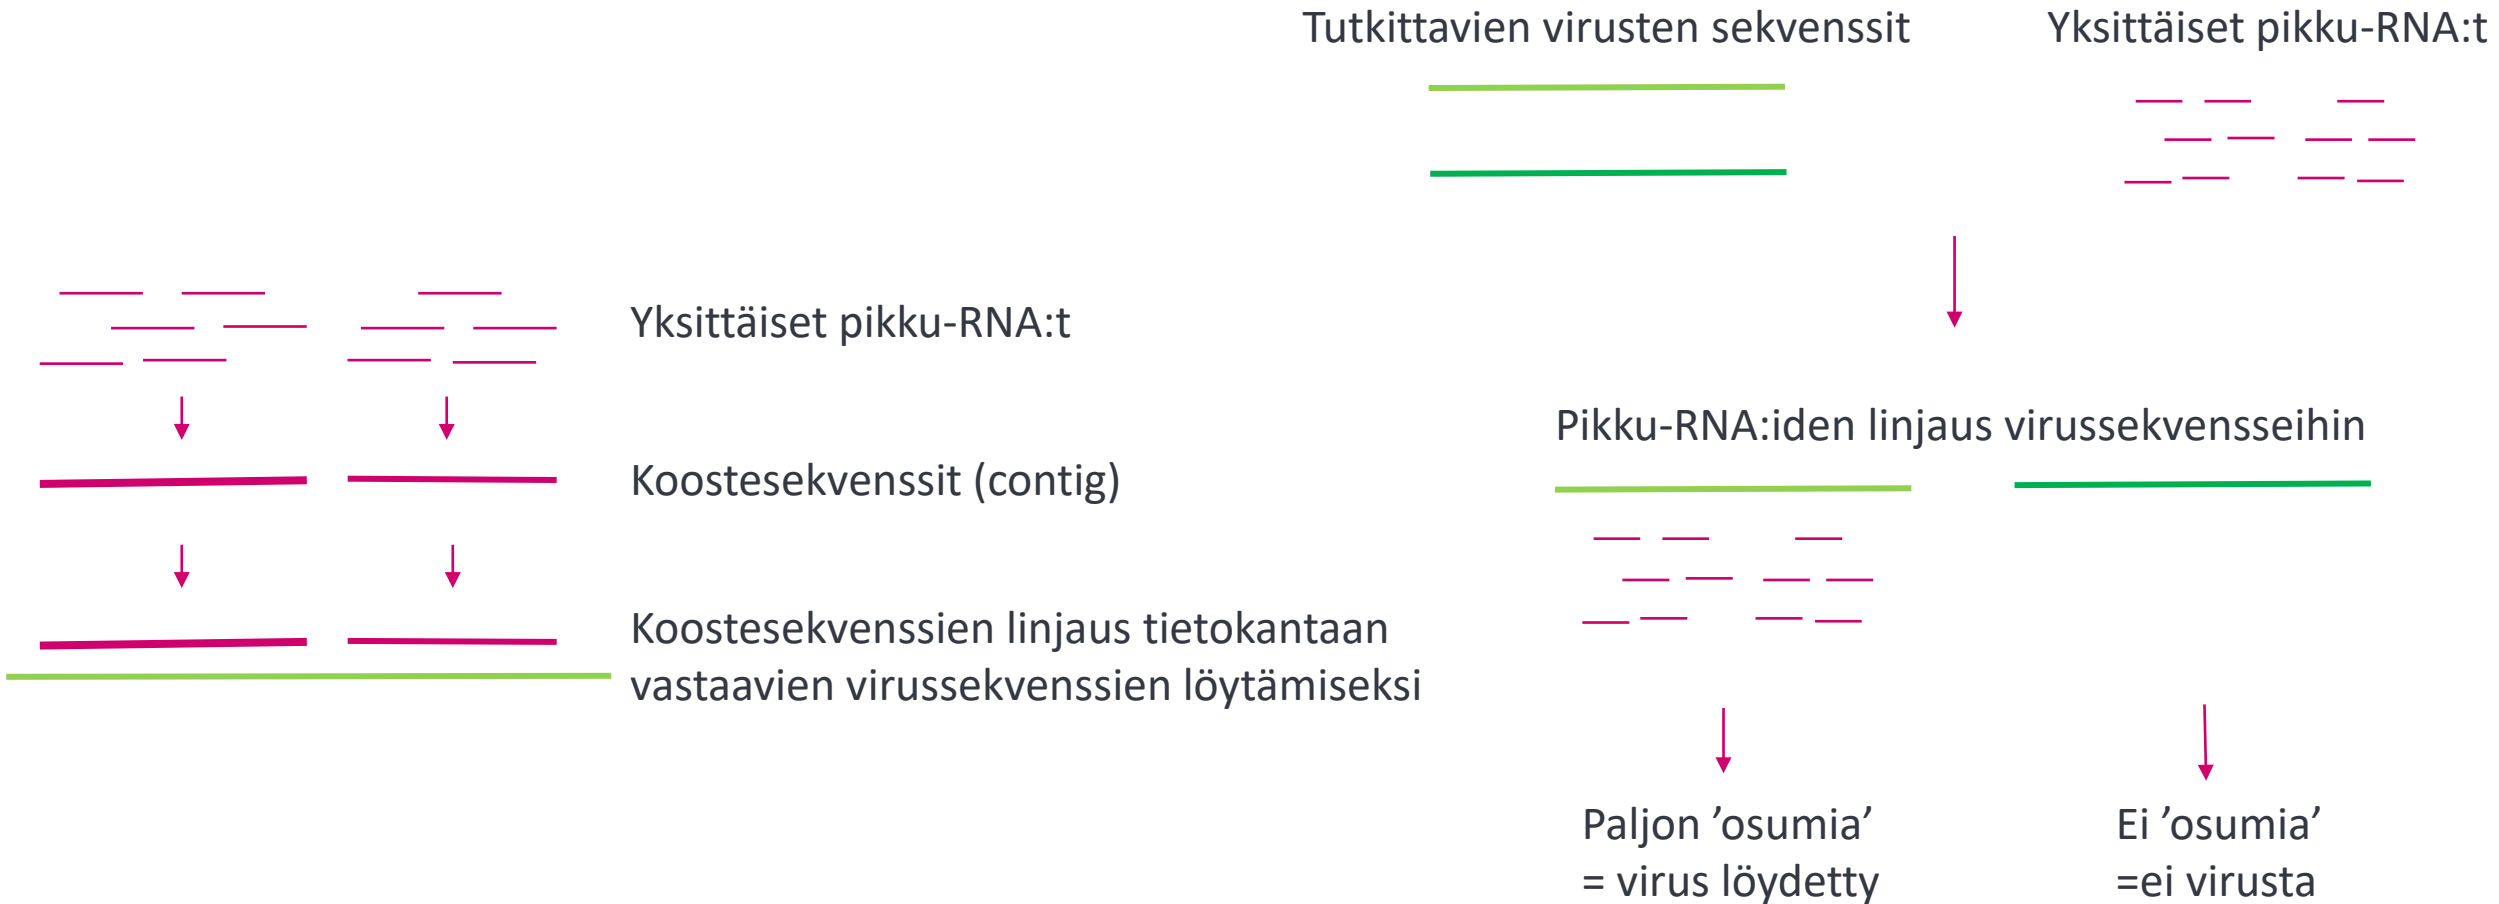 Yksittäiset pikku-RNA:t
Koostesekvenssit (contig)
Koostesekvenssien linjaus tietokantaan
vastaavien virussekvenssien löytämiseksi
Tutkittavien virusten sekvenssit
Yksittäiset pikku-RNA:t
Pikku-RNA:iden linjaus virussekvensseihin
Paljon ’osumia’
= virus löydetty
Ei ’osumia’
=ei virusta